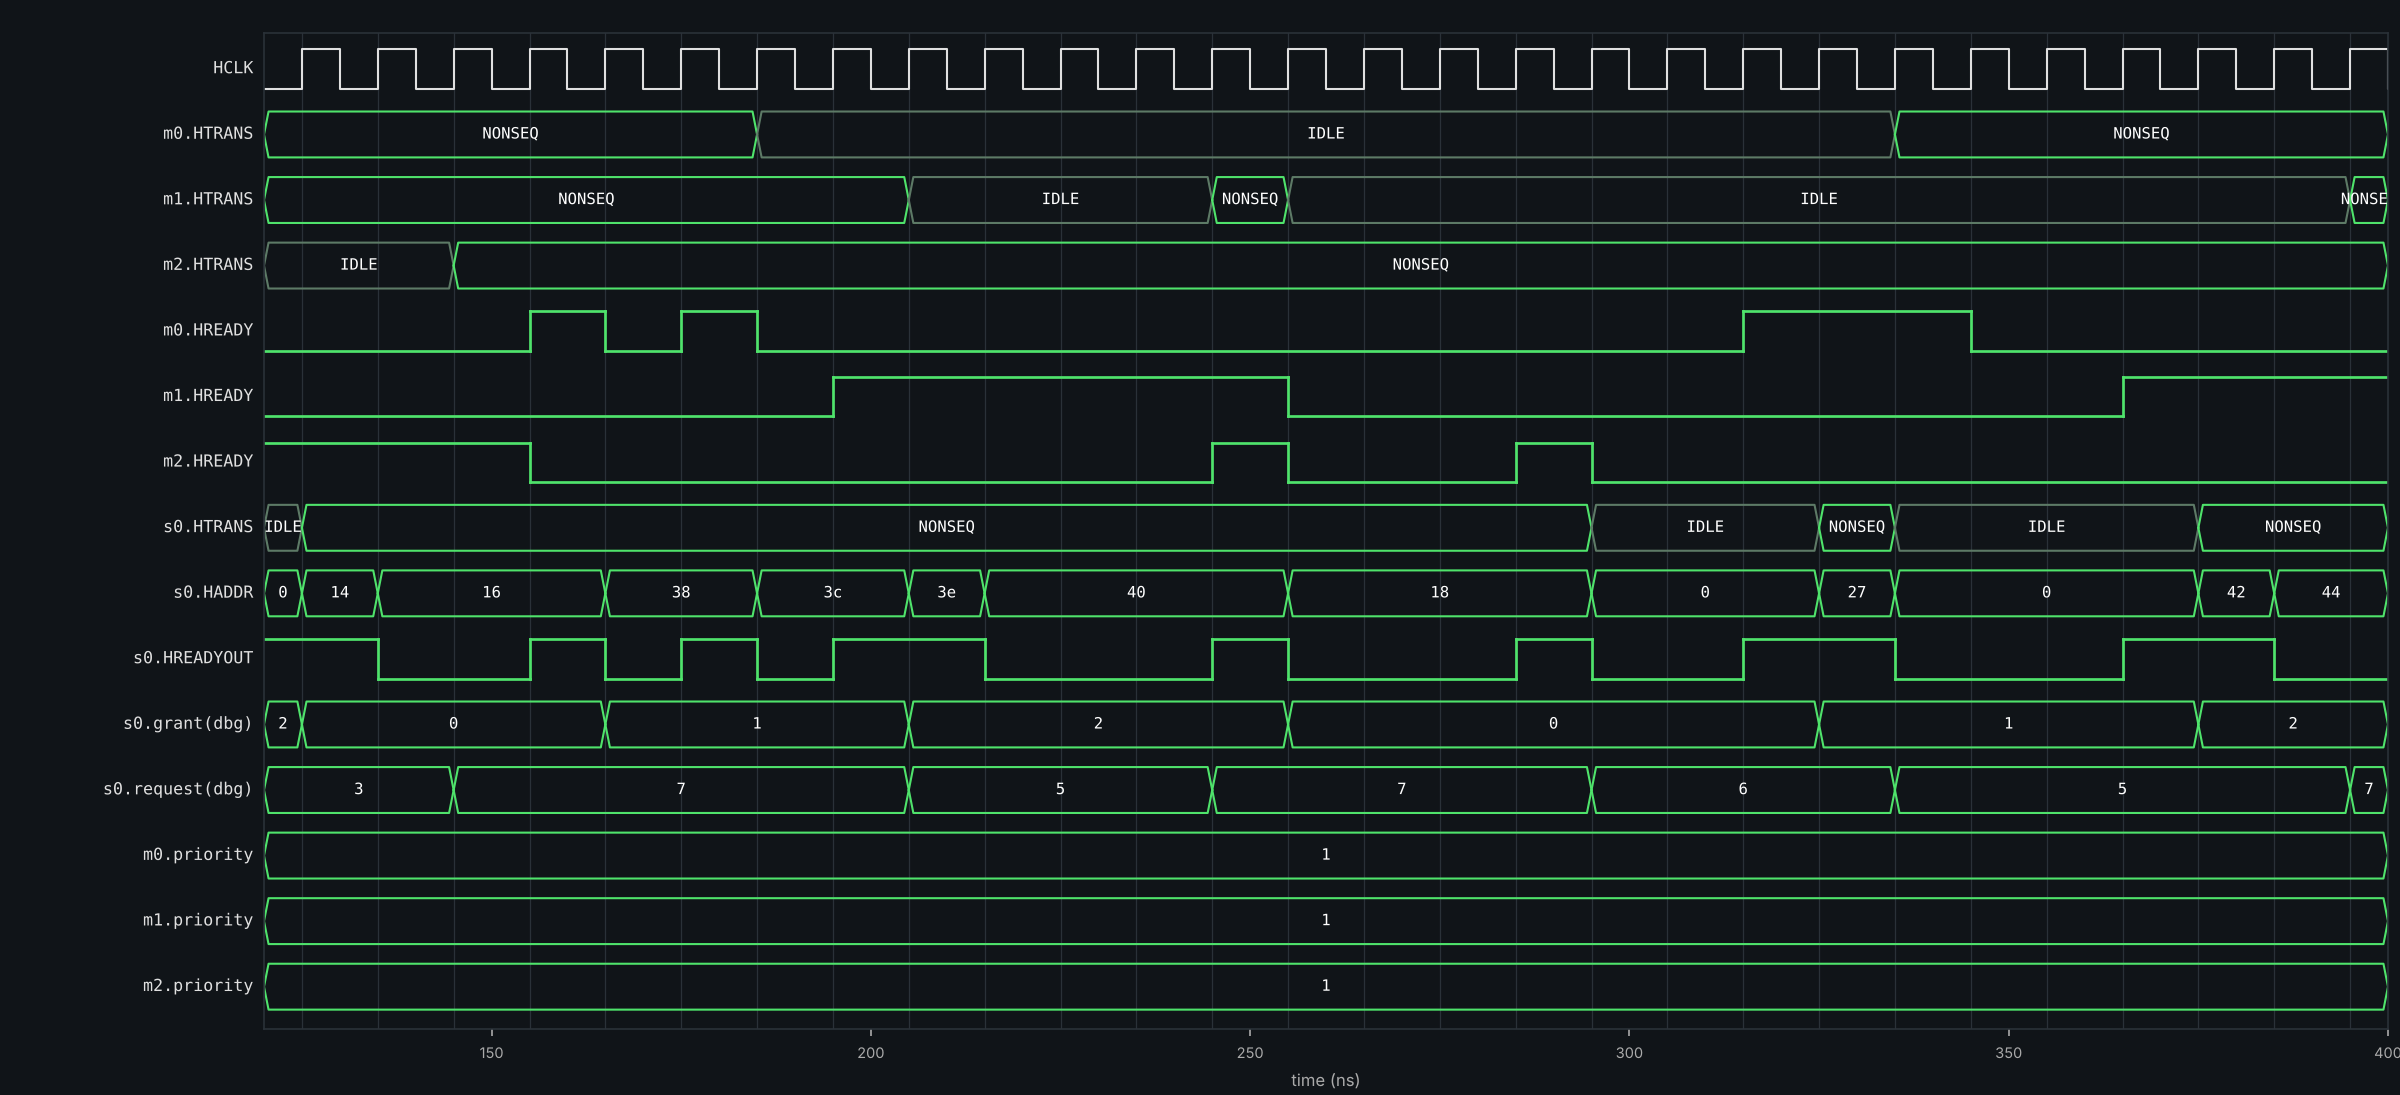 HCLK
m0.HTRANS NONSEQ IDLE NONSEQ
m1.HTRANS NONSEQ IDLE NONSEQ IDLE NONSE
m2.HTRANS IDLE NONSEQ
m0.HREADY
m1.HREADY
m2.HREADY
s0.HTRANS IDLE NONSEQ IDLE NONSEQ IDLE NONSEQ
s0.HADDR 0 14 16 38 3c 3e 40 18 0 27 0 42 44
s0.HREADYOUT
s0.grant(dbg) 2 0 1 2 0 1 2
s0.request(dbg) 3 7 5 7 6 5 7
m0.priority 1
m1.priority 1
m2.priority 1
150 200 250 300 350 400
time (ns)